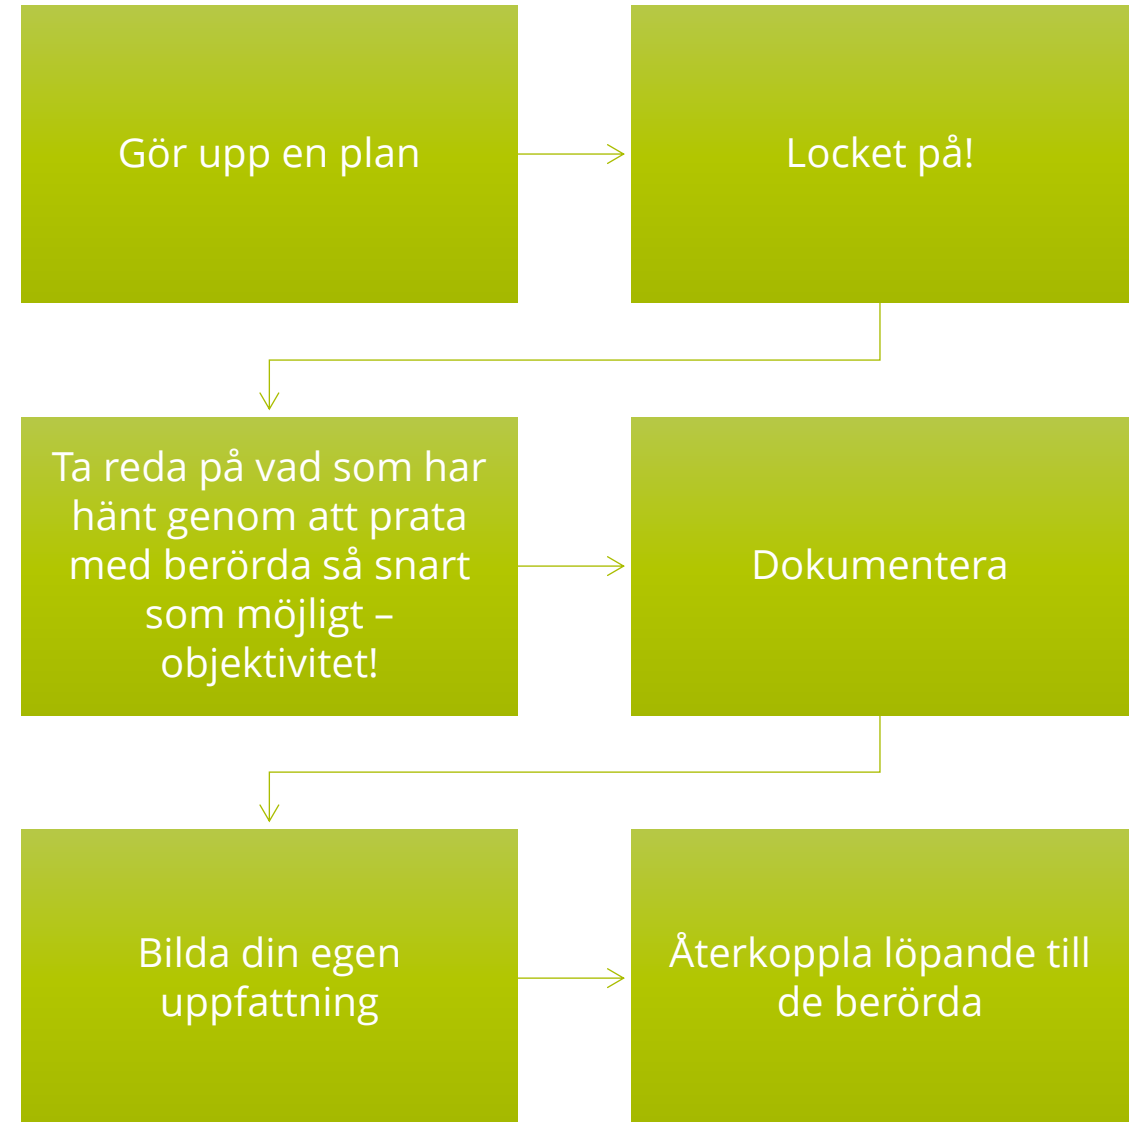 Gör upp en plan
Locket på!
Ta reda på vad som har
hänt genom att prata
med berörda så snart
som möjligt –
objektivitet!
Dokumentera
Bilda din egen
uppfattning
Återkoppla löpande till
de berörda